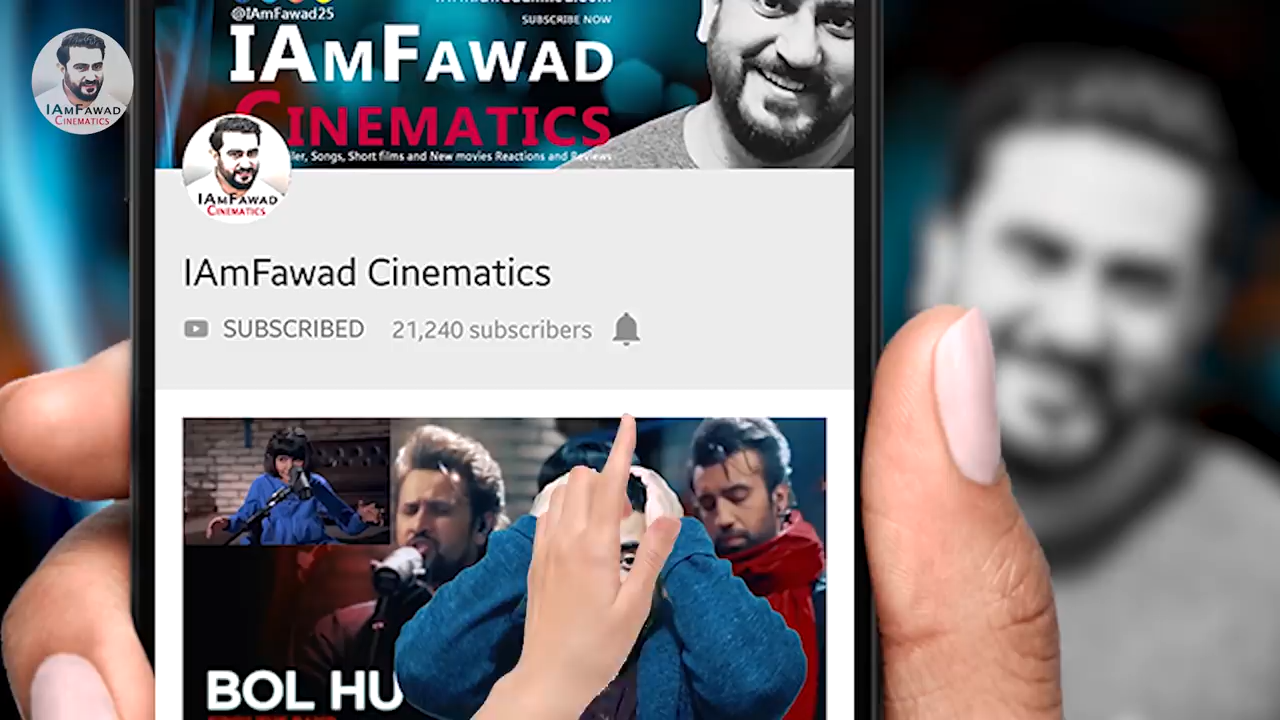 @IAmFawad25
SUBSCRIBE NOW
IAmFawad
Cinematics
Songs, Short films and New movies Reactions and Reviews
IAmFawad
Cinematics
IAmFawad
Cinematics
IAmFawad Cinematics
SUBSCRIBED 21,240 subscribers
BOL HU